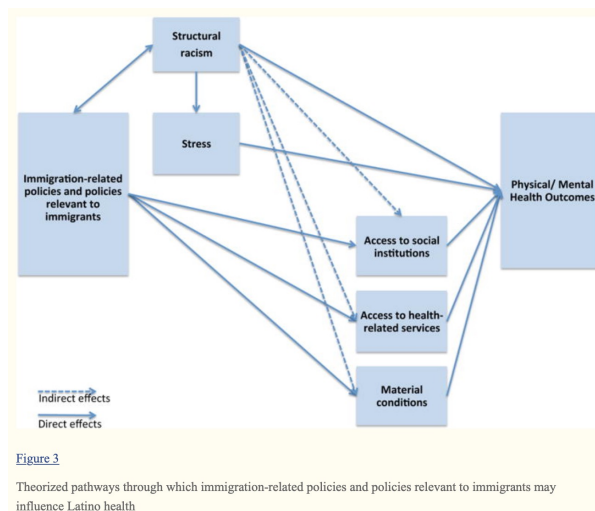 Structural
racism
Stress
Immigration-related
policies and policies
relevant to
immigrants
Physical/ Mental
Health Outcomes
Access to social
institutions
Access to health-
related services
Material
conditions
Indirect effects
Direct effects
Figure 3
Theorized pathways through which immigration-related policies and policies relevant to immigrants may
influence Latino health